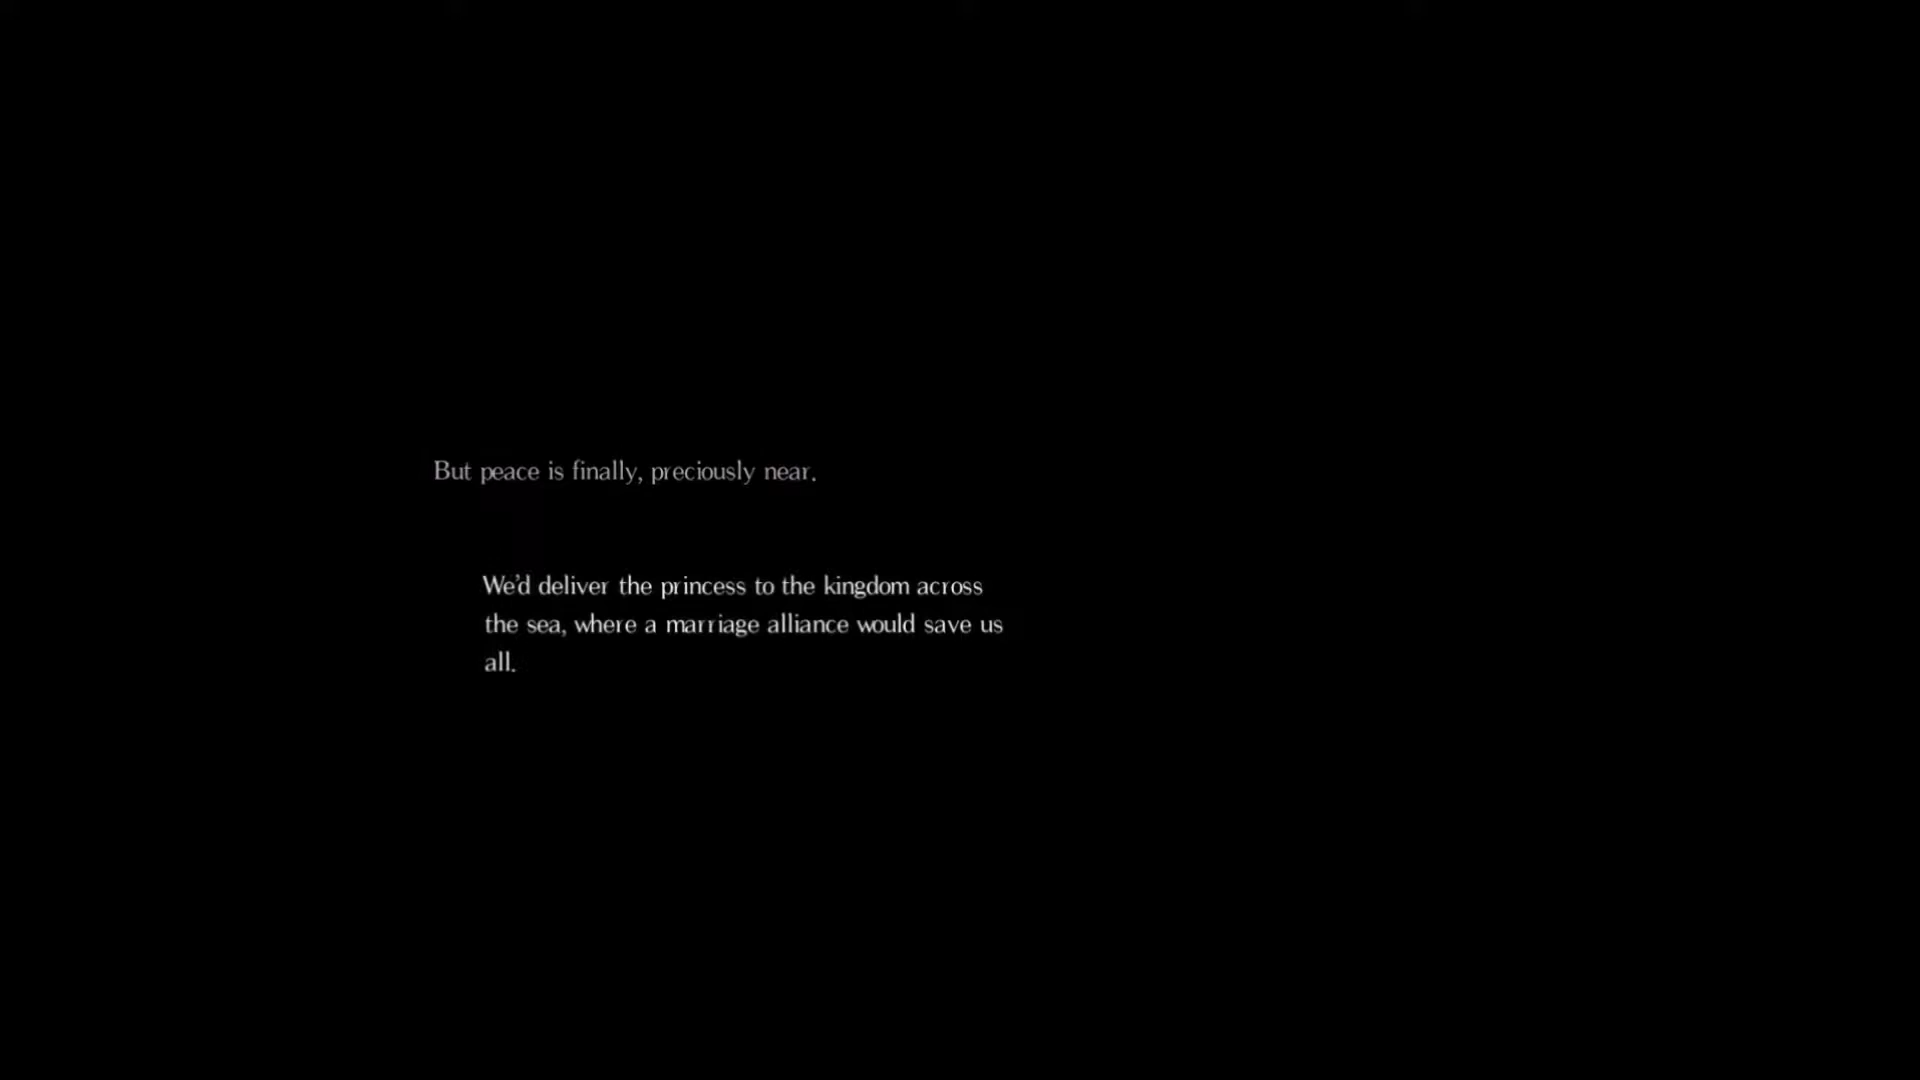 But peace is finally, preciously near.
We'd deliver the princess to the kingdom across
the sea, where a marriage alliance would save us
all.